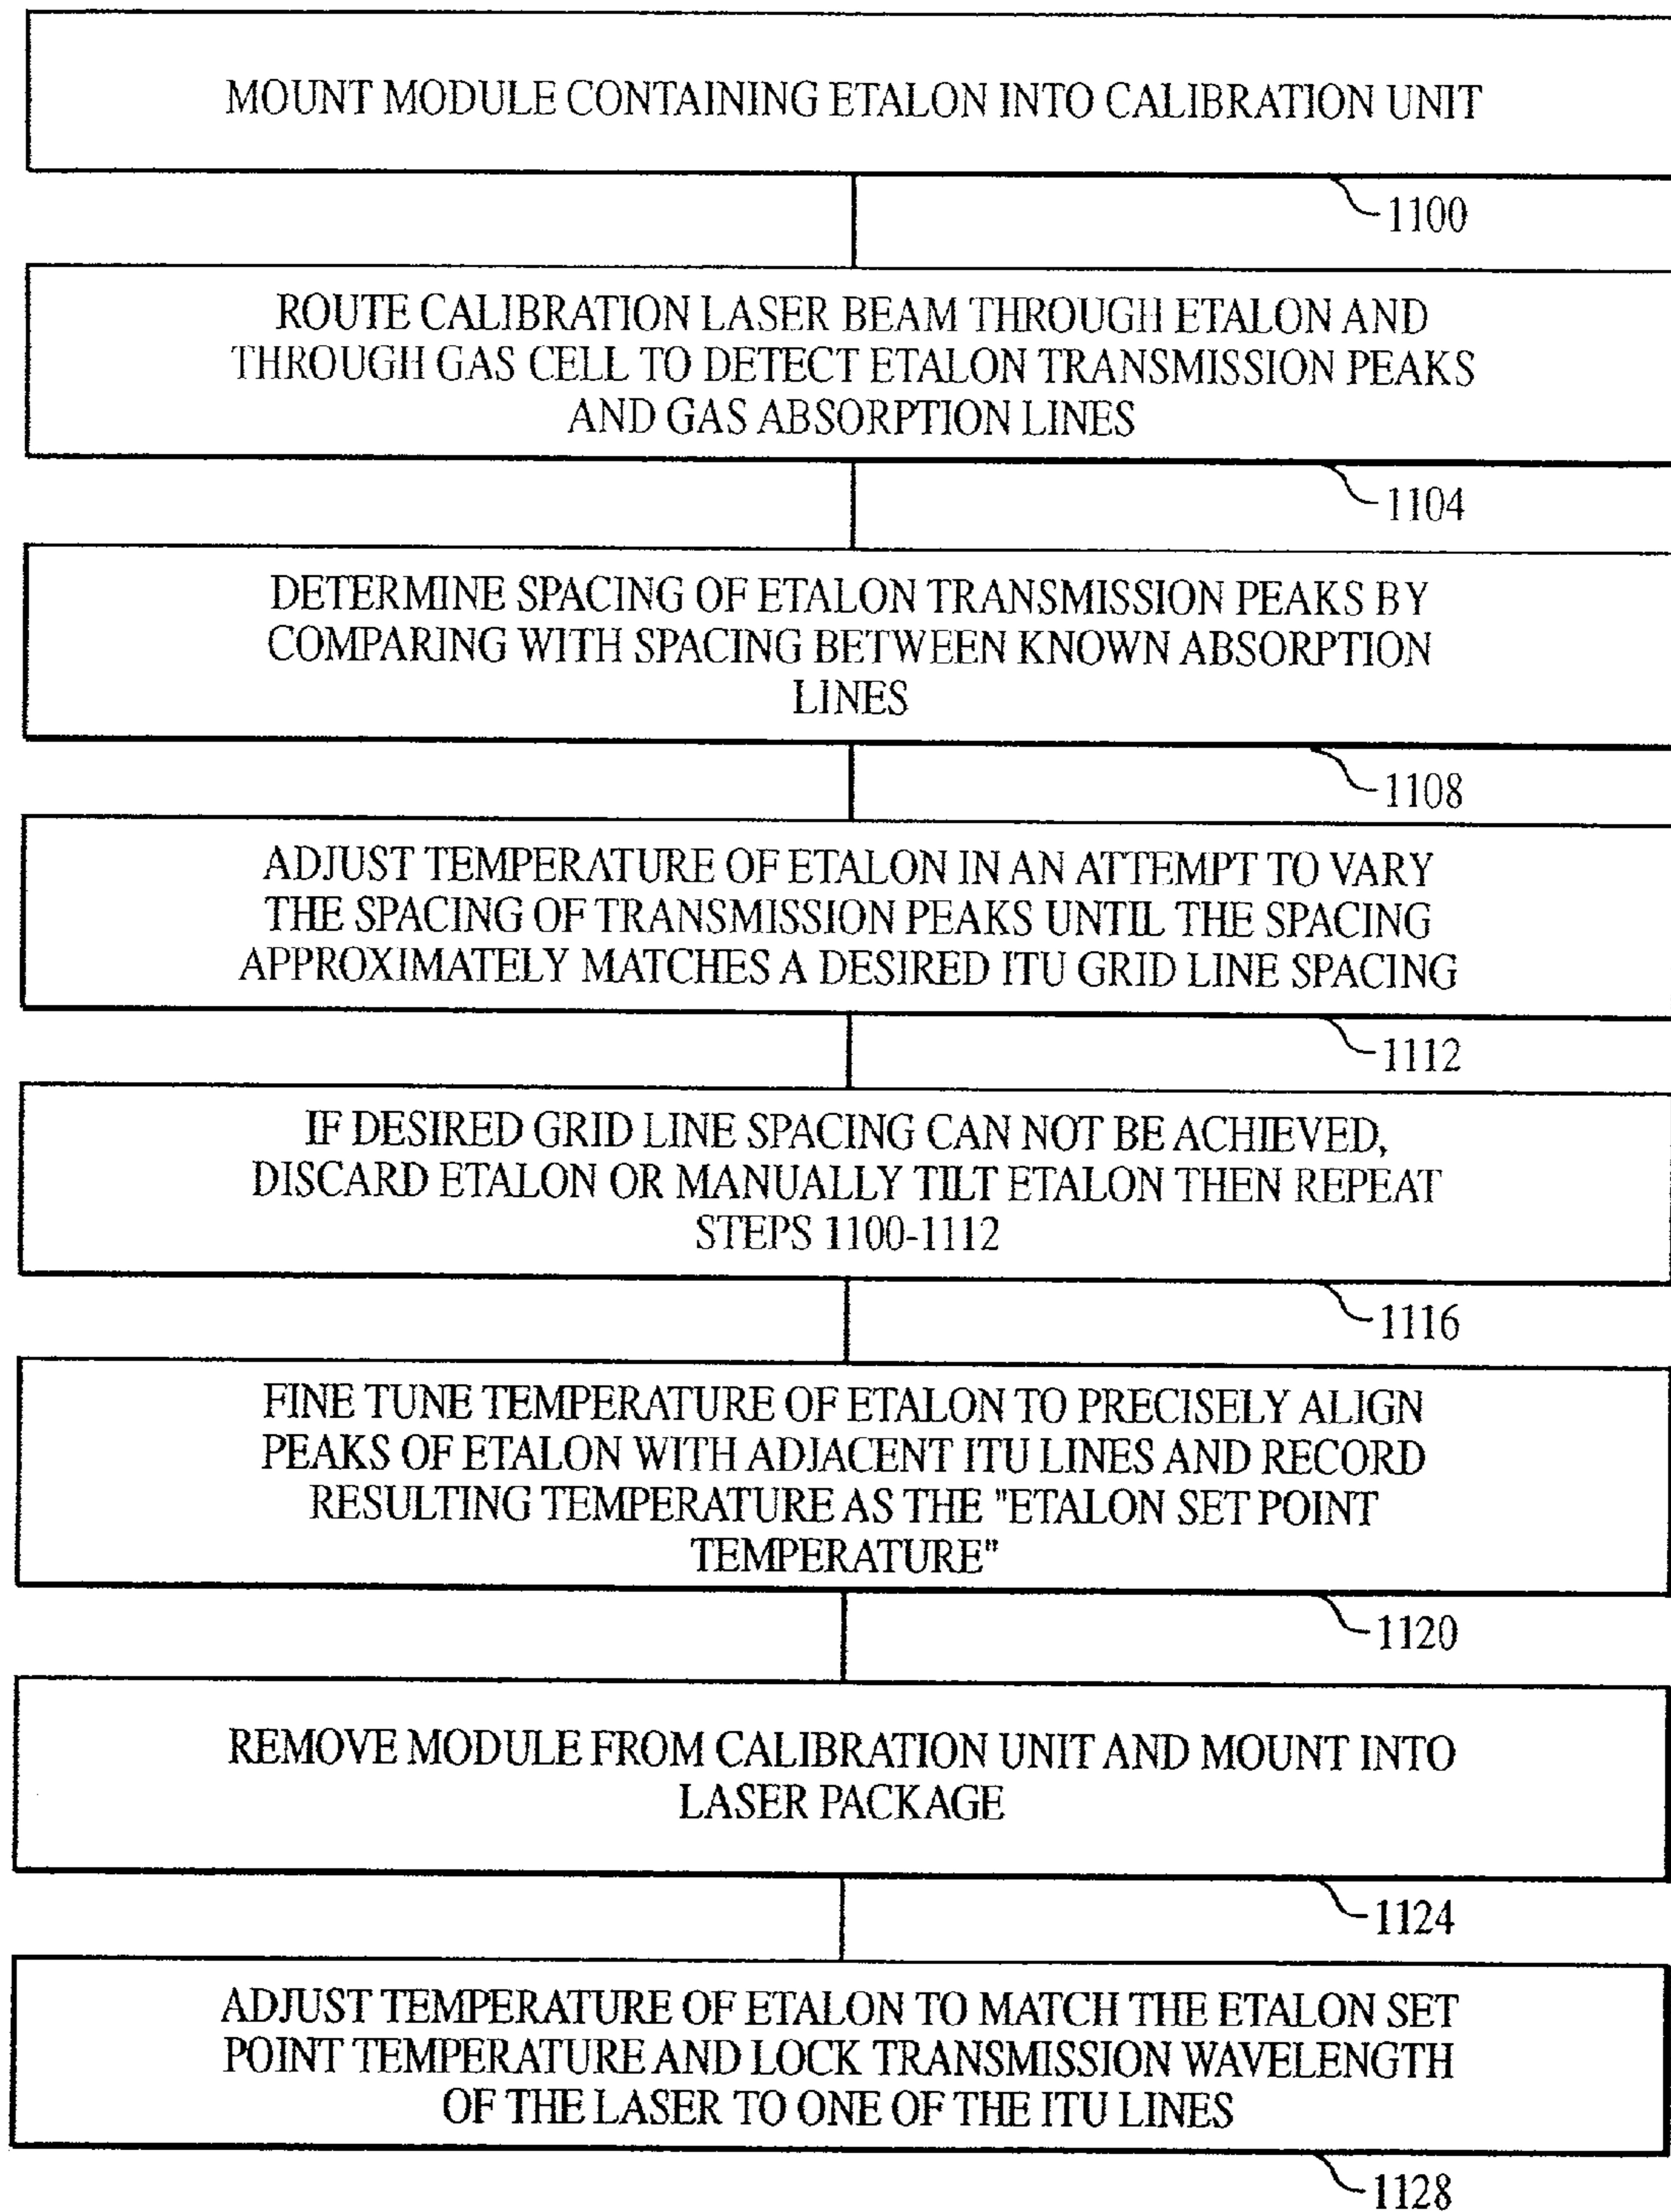 MOUNT MODULE CONTAINING ETALON INTO CALIBRATION UNIT
1100
ROUTE CALIBRATION LASER BEAM THROUGH ETALON AND
THROUGH GAS CELL TO DETECT ETALON TRANSMISSION PEAKS
AND GAS ABSORPTION LINES
1104
DETERMINE SPACING OF ETALON TRANSMISSION PEAKS BY
COMPARING WITH SPACING BETWEEN KNOWN ABSORPTION
LINES
1108
ADJUST TEMPERATURE OF ETALON IN AN ATTEMPT TO VARY
THE SPACING OF TRANSMISSION PEAKS UNTIL THE SPACING
APPROXIMATELY MATCHES A DESIRED ITU GRID LINE SPACING
1112
IF DESIRED GRID LINE SPACING CAN NOT BE ACHIEVED,
DISCARD ETALON OR MANUALLY TILT ETALON THEN REPEAT
STEPS 1100-1112
1116
FINE TUNE TEMPERATURE OF ETALON TO PRECISELY ALIGN
PEAKS OF ETALON WITH ADJACENT ITU LINES AND RECORD
RESULTING TEMPERATURE AS THE "ETALON SET POINT
TEMPERATURE"
1120
REMOVE MODULE FROM CALIBRATION UNIT AND MOUNT INTO
LASER PACKAGE
1124
ADJUST TEMPERATURE OF ETALON TO MATCH THE ETALON SET
POINT TEMPERATURE AND LOCK TRANSMISSION WAVELENGTH
OF THE LASER TO ONE OF THE ITU LINES
1128